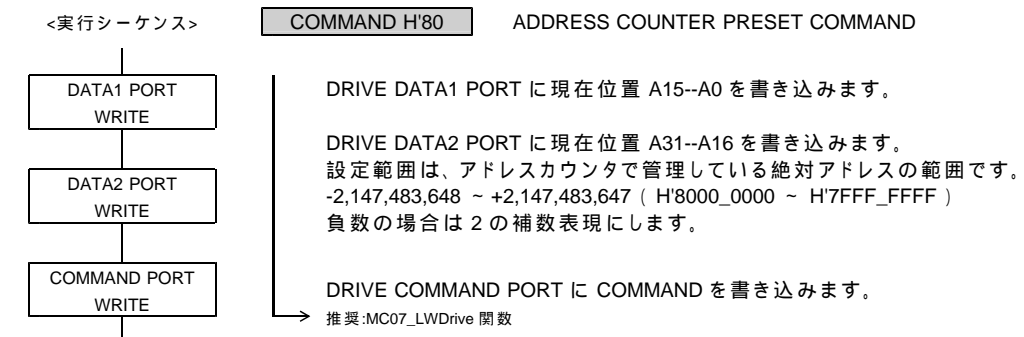 <実行シーケンス>
COMMAND H'80
ADDRESS COUNTER PRESET COMMAND
DATA1 PORT
WRITE
DRIVE DATA1 PORT に現在位置 A15--A0 を書き込みます。
DATA2 PORT
WRITE
DRIVE DATA2 PORT に現在位置 A31--A16 を書き込みます。
設定範囲は、アドレスカウンタで管理している絶対アドレスの範囲です。
-2,147,483,648 ~ +2,147,483,647 ( H'8000_0000 ~ H'7FFF_FFFF )
負数の場合は 2 の補数表現にします。
COMMAND PORT
WRITE
DRIVE COMMAND PORT に COMMAND を書き込みます。
推奨:MC07_LWDrive 関数